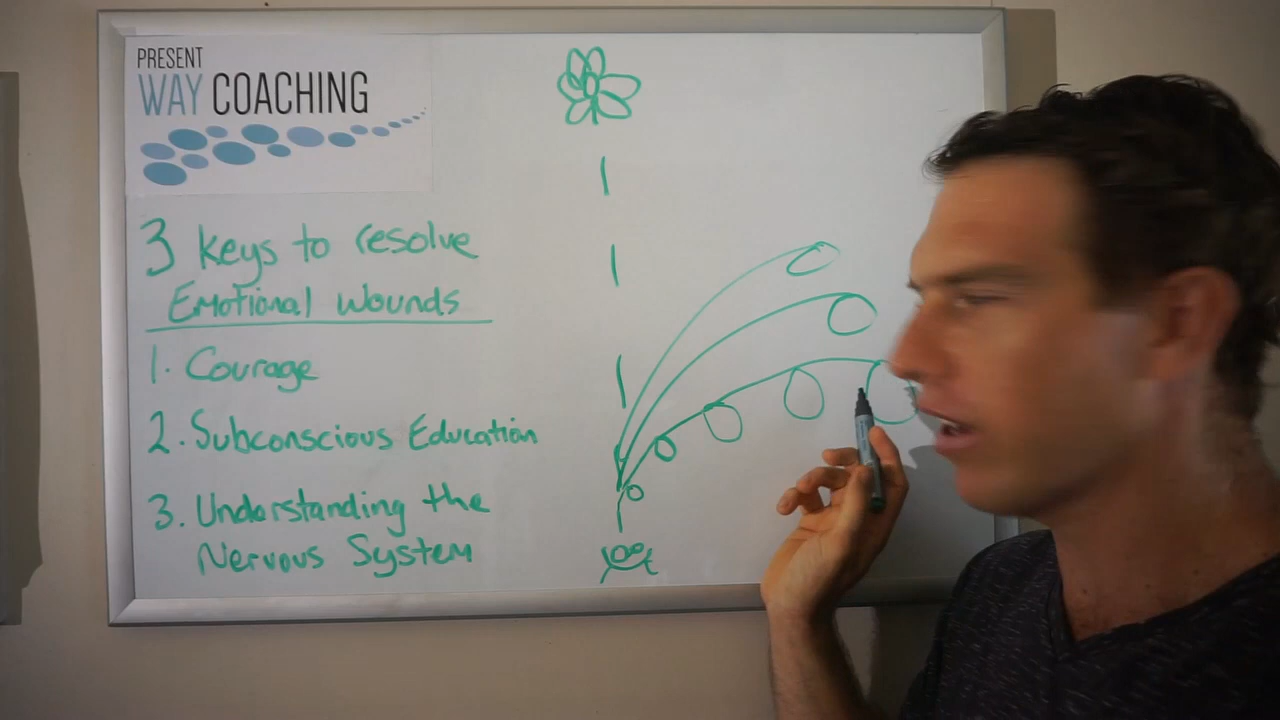 PRESENT
WAY COACHING
3 keys to resolve
Emotional wounds
1. Courage
2. Subconscious Education
3. Understanding the
Nervous System